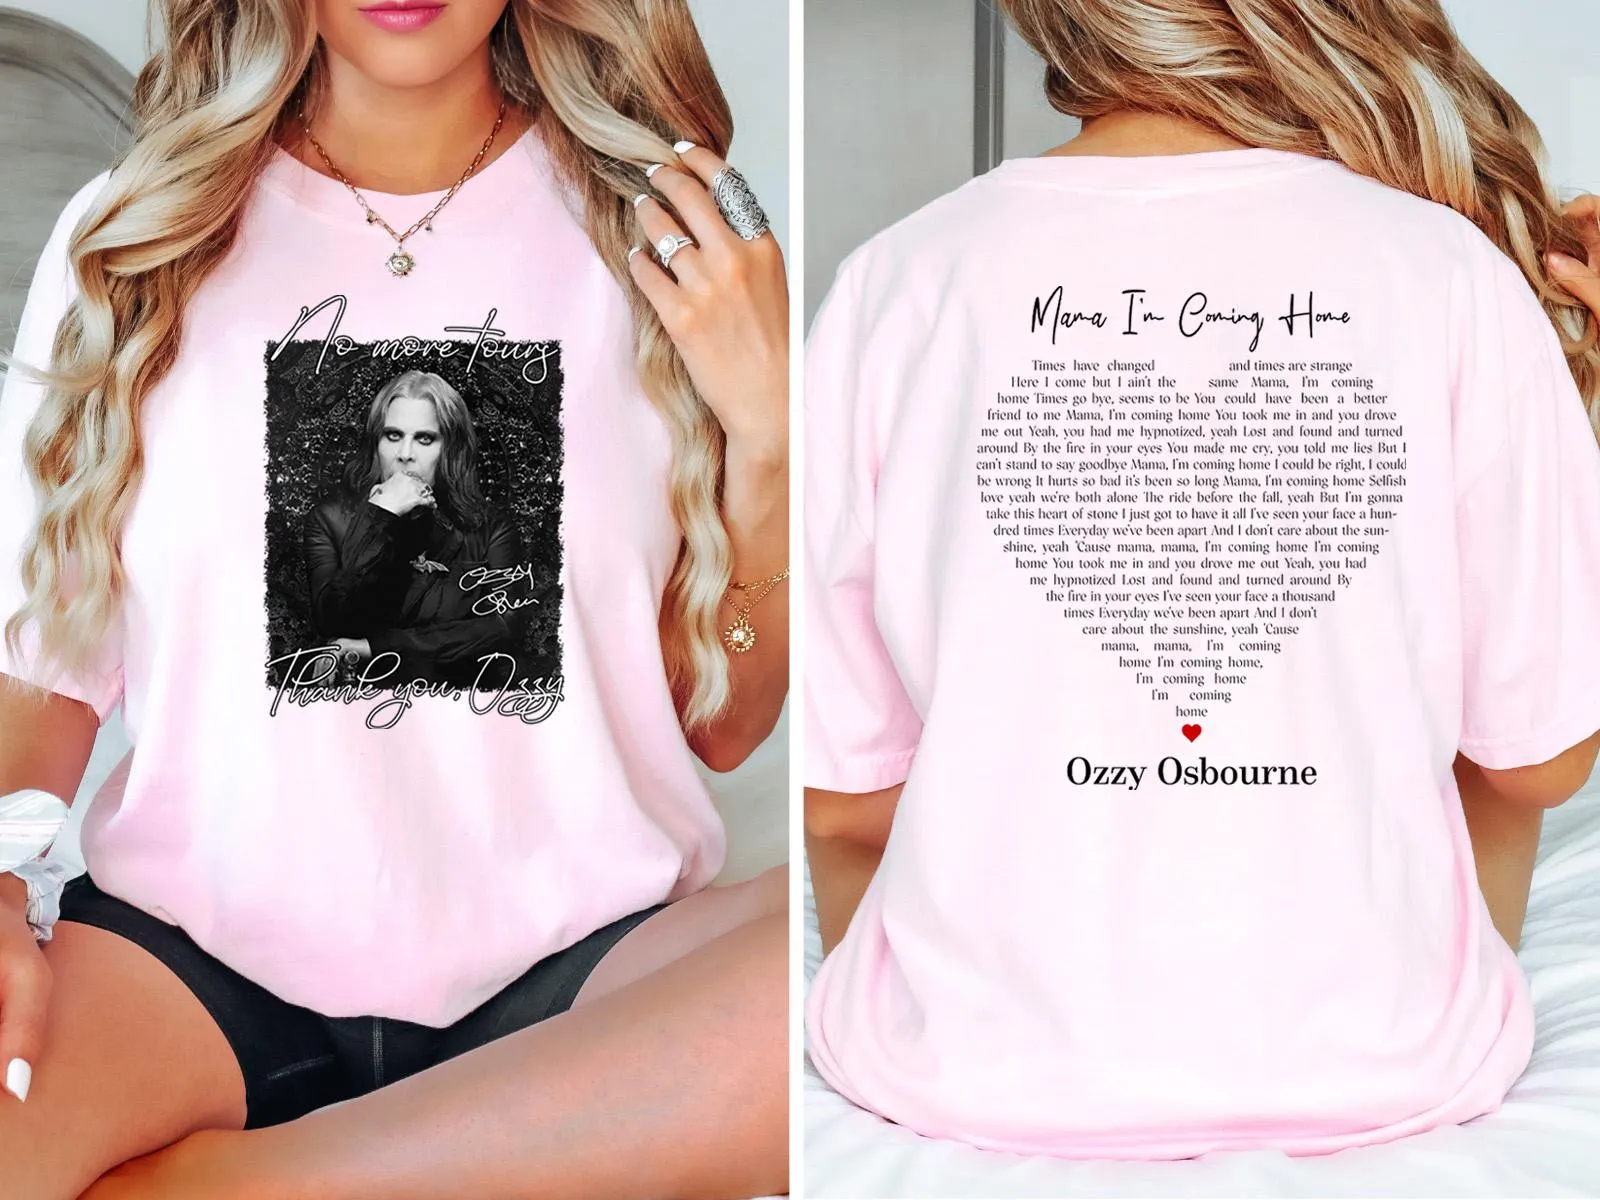 No more tours
Ozzy
Thank you, Ozzy
Mama I'm Coming Home
Times have changed and times are strange
Here I come but I ain't the same Mama, I'm coming
home Times go bye, seems to be You could have been a better
friend to me Mama, I'm coming home You took me in and you drove
me out Yeah, you had me hypnotized, yeah Lost and found and turned
around By the fire in your eyes You made me cry, you told me lies But I
can't stand to say goodbye Mama, I'm coming home I could be right, I could
be wrong It hurts so bad it's been so long Mama, I'm coming home Selfish
love yeah we're both alone The ride before the fall, yeah But I'm gonna
take this heart of stone I just got to have it all I've seen your face a hun-
dred times Everyday we've been apart And I don't care about the sun-
shine, yeah 'Cause mama, mama, I'm coming home I'm coming
home You took me in and you drove me out Yeah, you had
me hypnotized Lost and found and turned around By
the fire in your eyes I've seen your face a thousand
times Everyday we've been apart And I don't
care about the sunshine, yeah 'Cause
mama, mama, I'm coming
home I'm coming home,
I'm coming home
I'm coming
home
Ozzy Osbourne